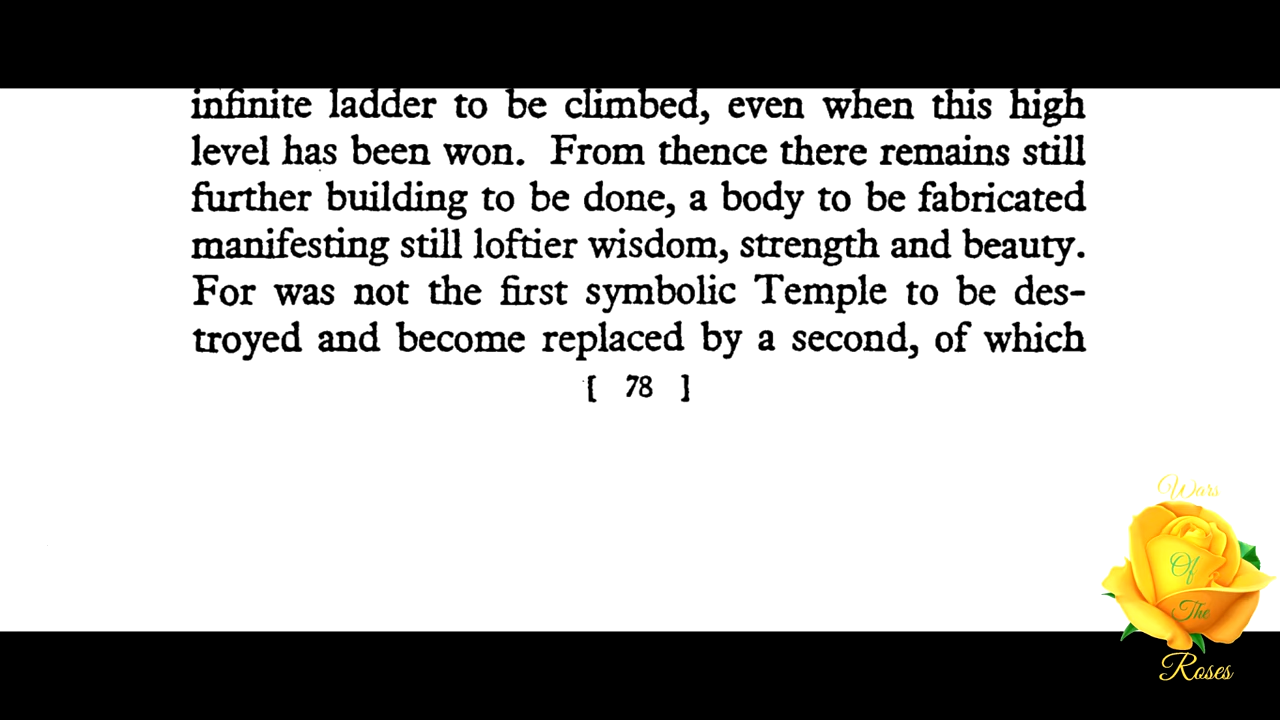 infinite ladder to be climbed, even when this high
level has been won. From thence there remains still
further building to be done, a body to be fabricated
manifesting still loftier wisdom, strength and beauty.
For was not the first symbolic Temple to be des-
troyed and become replaced by a second, of which
[ 78 ]
Wars
Of
The
Roses